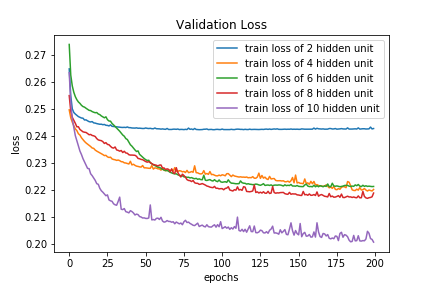 Validation Loss
train loss of 2 hidden unit
train loss of 4 hidden unit
train loss of 6 hidden unit
train loss of 8 hidden unit
train loss of 10 hidden unit
loss
0.27
0.26
0.25
0.24
0.23
0.22
0.21
0.20
0 25 50 75 100 125 150 175 200
epochs